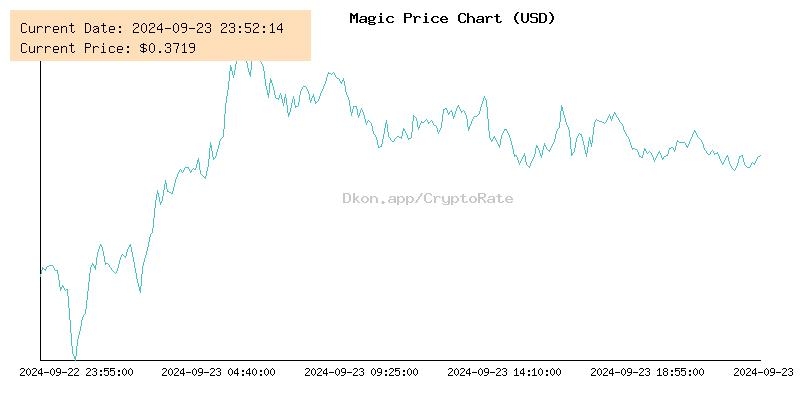 Magic Price Chart (USD)
Current Date: 2024-09-23 23:52:14
Current Price: $0.3719
Dkon.app/CryptoRate
2024-09-22 23:55:00 2024-09-23 04:40:00 2024-09-23 09:25:00 2024-09-23 14:10:00 2024-09-23 18:55:00 2024-09-23